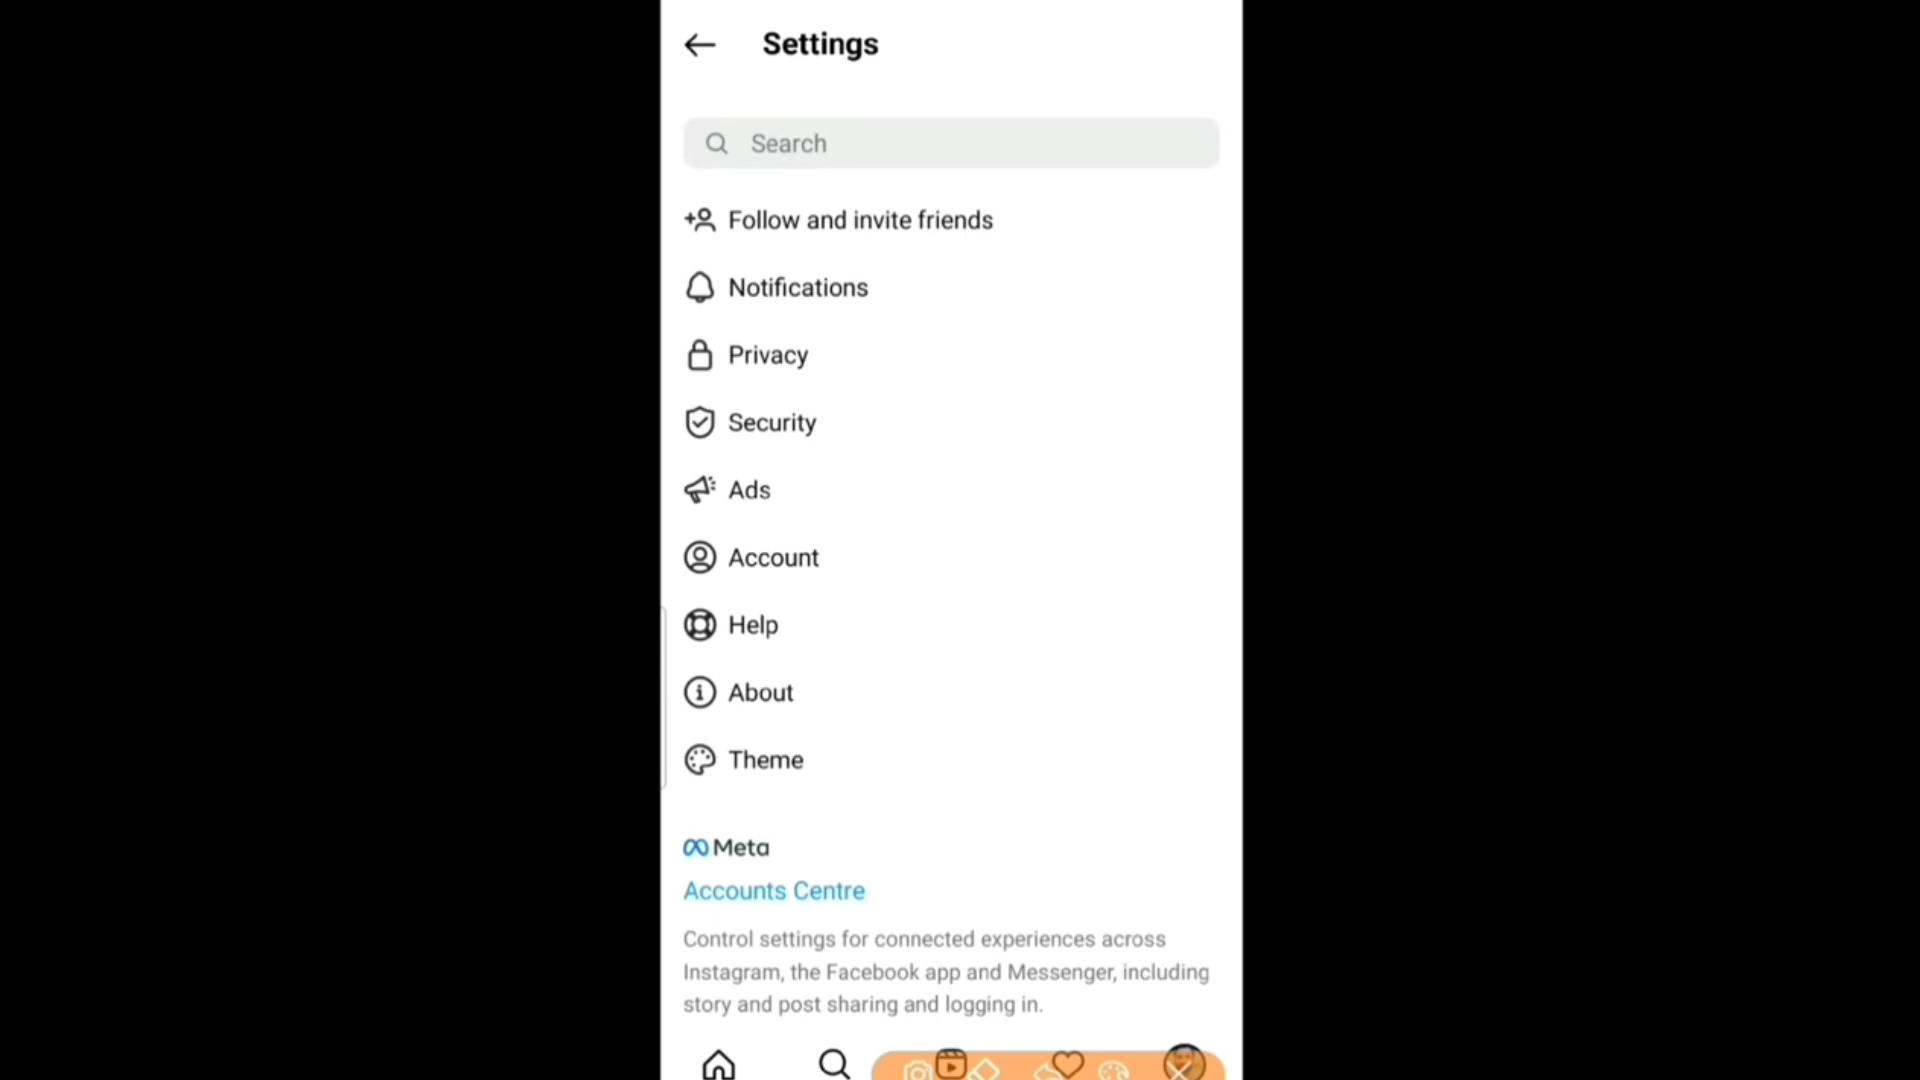 Settings
Search
Follow and invite friends
Notifications
Privacy
Security
Ads
Account
Help
About
Theme
Meta
Accounts Centre
Control settings for connected experiences across
Instagram, the Facebook app and Messenger, including
story and post sharing and logging in.